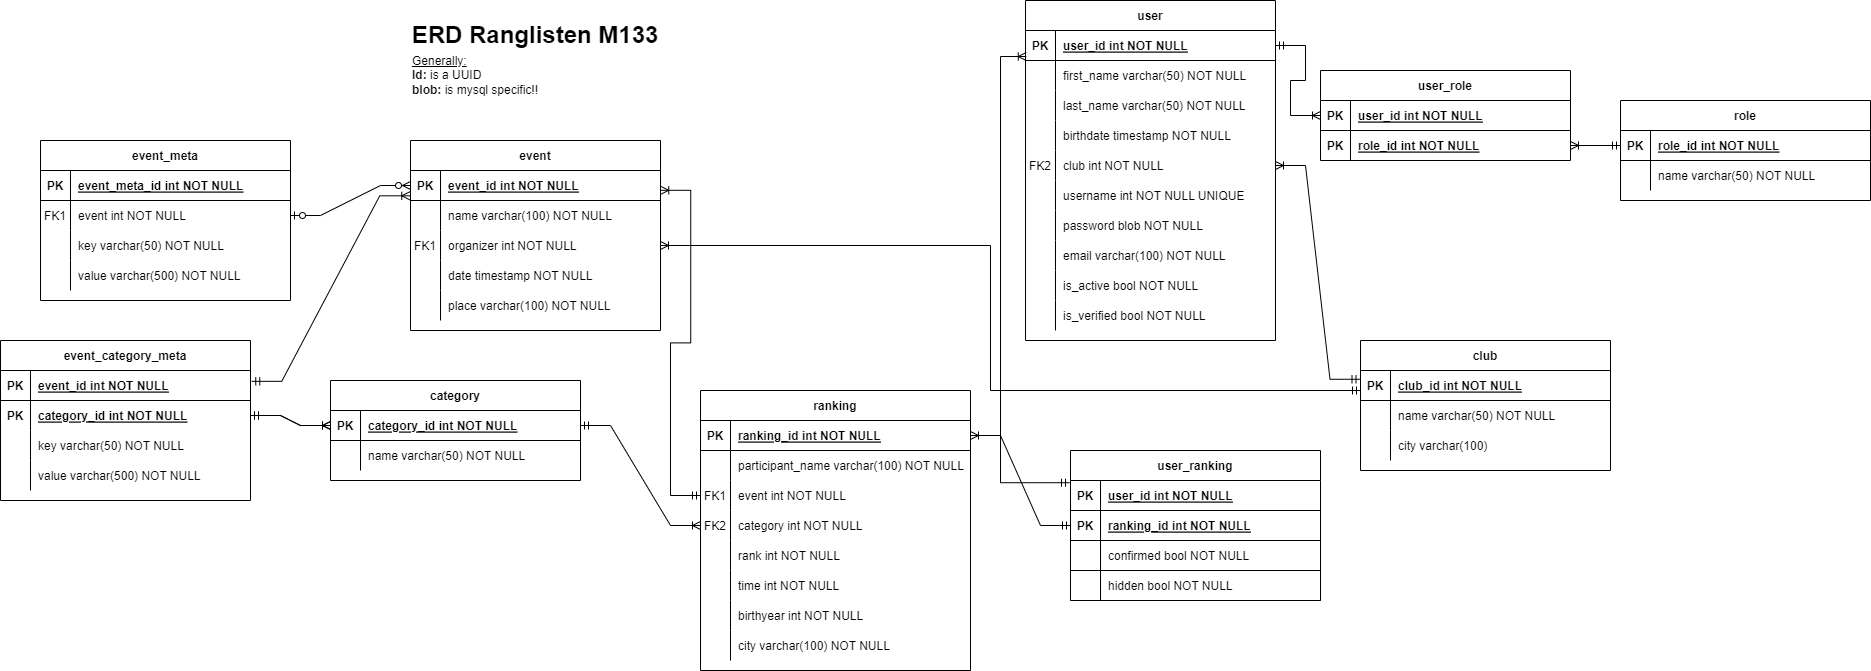 ERD Ranglisten M133
Generally:
Id: is a UUID
blob: is mysql specific!!
event_meta
PK event_meta_id int NOT NULL
FK1 event int NOT NULL
key varchar(50) NOT NULL
value varchar(500) NOT NULL
event
PK event_id int NOT NULL
name varchar(100) NOT NULL
FK1 organizer int NOT NULL
date timestamp NOT NULL
place varchar(100) NOT NULL
user
PK user_id int NOT NULL
first_name varchar(50) NOT NULL
last_name varchar(50) NOT NULL
birthdate timestamp NOT NULL
FK2 club int NOT NULL
username int NOT NULL UNIQUE
password blob NOT NULL
email varchar(100) NOT NULL
is_active bool NOT NULL
is_verified bool NOT NULL
user_role
PK user_id int NOT NULL
PK role_id int NOT NULL
role
PK role_id int NOT NULL
name varchar(50) NOT NULL
event_category_meta
PK event_id int NOT NULL
PK category_id int NOT NULL
key varchar(50) NOT NULL
value varchar(500) NOT NULL
category
PK category_id int NOT NULL
name varchar(50) NOT NULL
ranking
PK ranking_id int NOT NULL
participant_name varchar(100) NOT NULL
FK1 event int NOT NULL
FK2 category int NOT NULL
rank int NOT NULL
time int NOT NULL
birthyear int NOT NULL
city varchar(100) NOT NULL
user_ranking
PK user_id int NOT NULL
PK ranking_id int NOT NULL
confirmed bool NOT NULL
hidden bool NOT NULL
club
PK club_id int NOT NULL
name varchar(50) NOT NULL
city varchar(100)